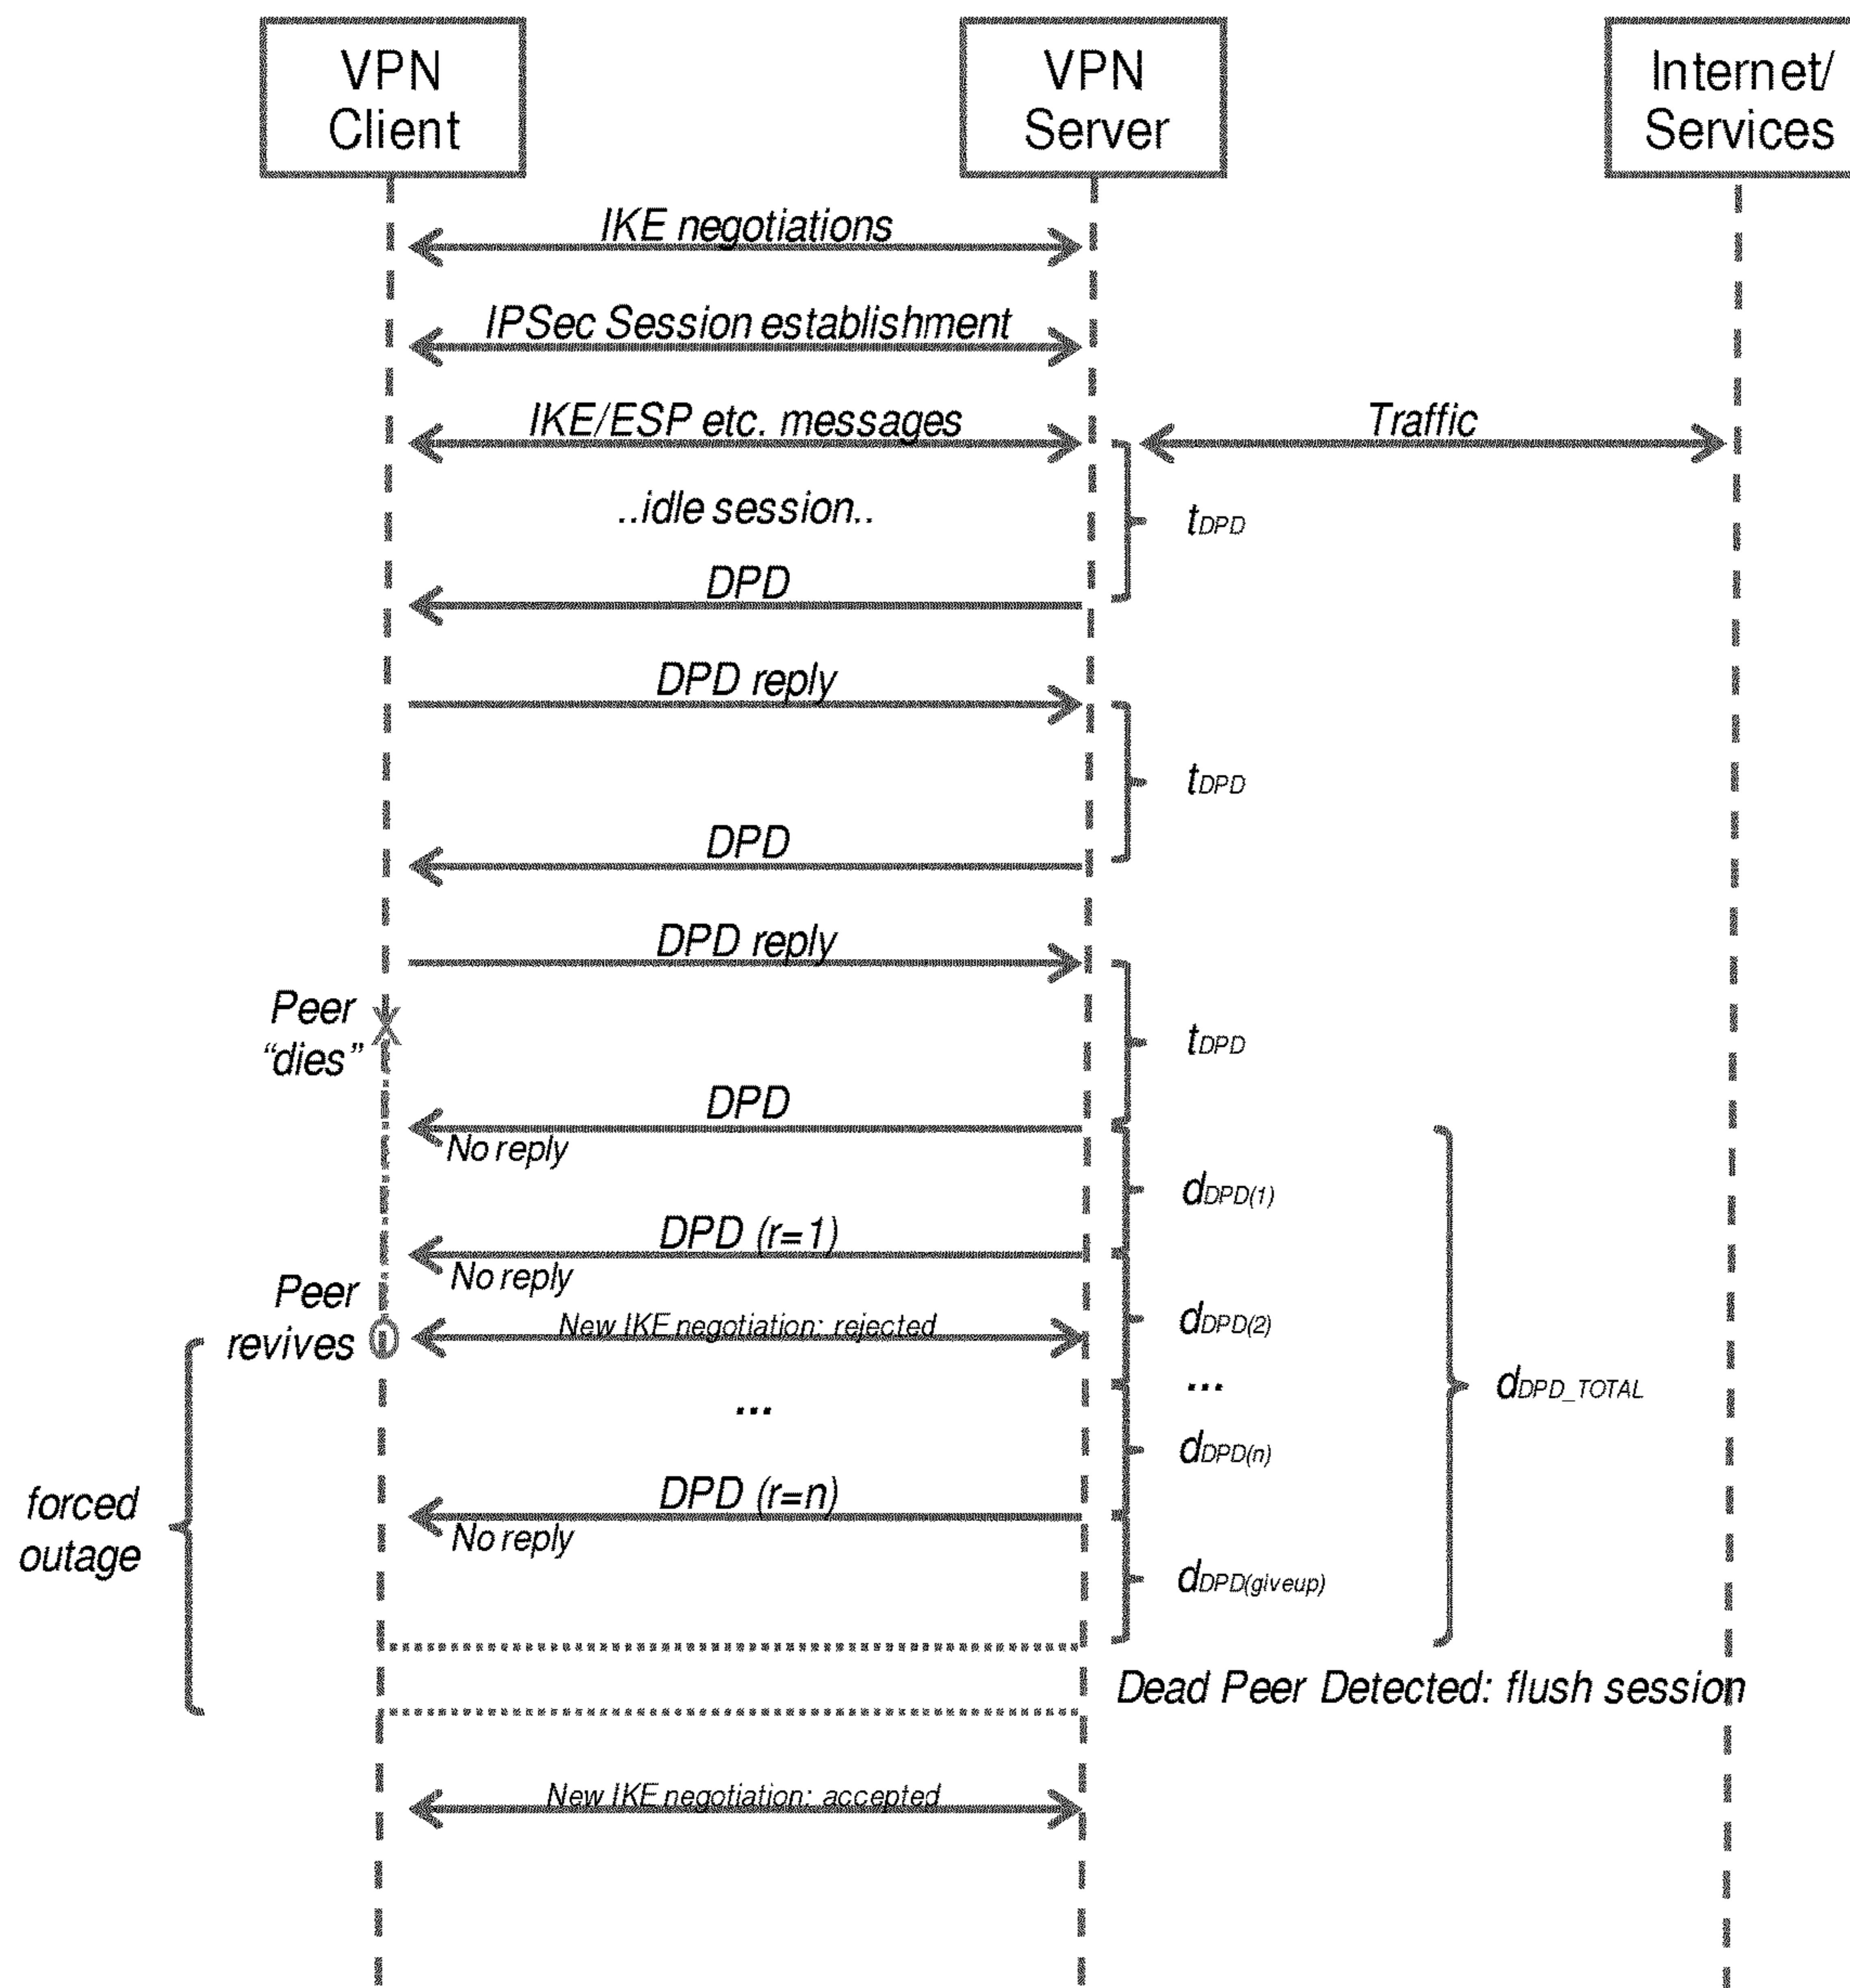 VPN
Client
VPN
Server
Internet/
Services
IKE negotiations
IPSec Session establishment
IKE/ESP etc. messages
Traffic
..idle session..
tDPD
DPD
DPD reply
tDPD
DPD
DPD reply
Peer
“dies”
tDPD
DPD
No reply
dDPD(1)
DPD (r=1)
No reply
Peer
revives
New IKE negotiation: rejected
dDPD(2)
...
...
dDPD_TOTAL
dDPD(n)
DPD (r=n)
No reply
forced
outage
dDPD(giveup)
Dead Peer Detected: flush session
New IKE negotiation: accepted